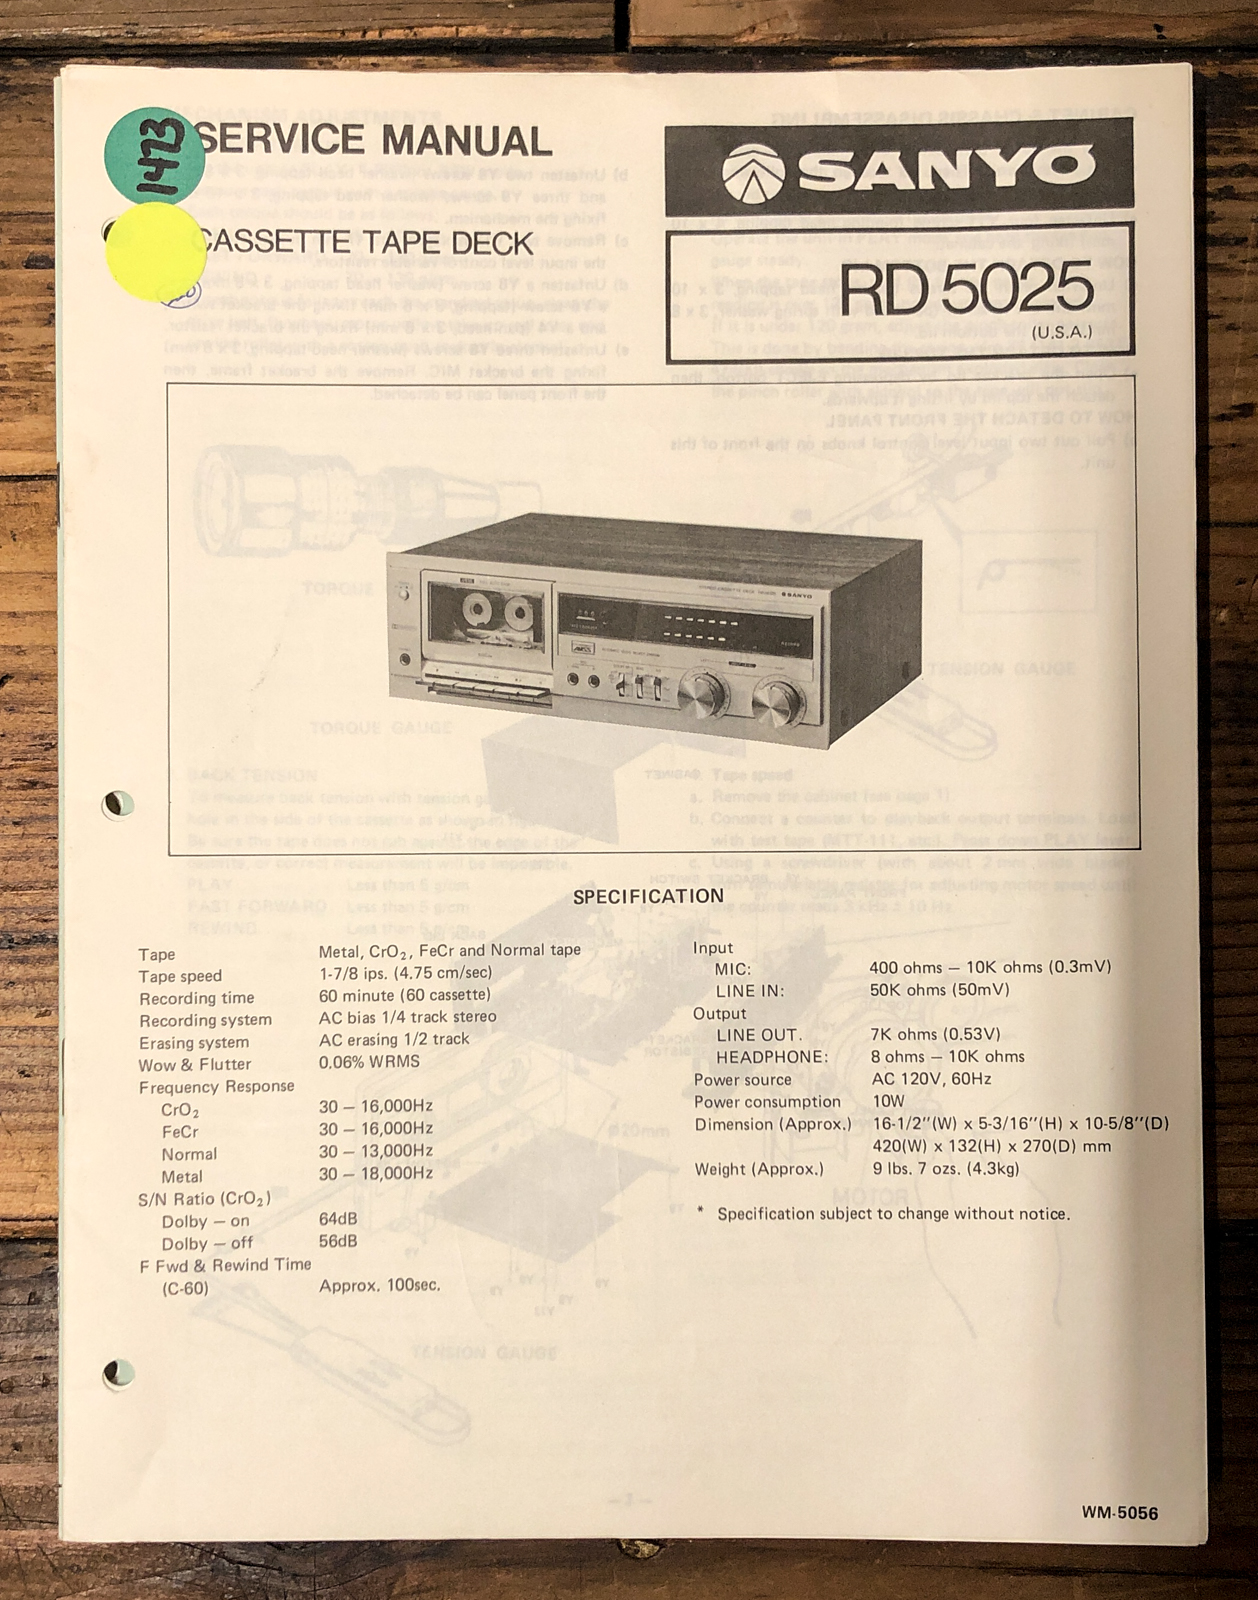 1423
SERVICE MANUAL
CASSETTE TAPE DECK
SANYO
RD 5025
(U.S.A.)
SANYO
SPECIFICATION
Tape Metal, CrO₂, FeCr and Normal tape
Tape speed 1-7/8 ips. (4.75 cm/sec)
Recording time 60 minute (60 cassette)
Recording system AC bias 1/4 track stereo
Erasing system AC erasing 1/2 track
Wow & Flutter 0.06% WRMS
Frequency Response
CrO₂ 30 – 16,000Hz
FeCr 30 – 16,000Hz
Normal 30 – 13,000Hz
Metal 30 – 18,000Hz
S/N Ratio (CrO₂)
Dolby – on 64dB
Dolby – off 56dB
F Fwd & Rewind Time
(C-60) Approx. 100sec.
Input
MIC: 400 ohms – 10K ohms (0.3mV)
LINE IN: 50K ohms (50mV)
Output
LINE OUT. 7K ohms (0.53V)
HEADPHONE: 8 ohms – 10K ohms
Power source AC 120V, 60Hz
Power consumption 10W
Dimension (Approx.) 16-1/2''(W) x 5-3/16''(H) x 10-5/8''(D)
420(W) x 132(H) x 270(D) mm
Weight (Approx.) 9 lbs. 7 ozs. (4.3kg)
* Specification subject to change without notice.
WM-5056